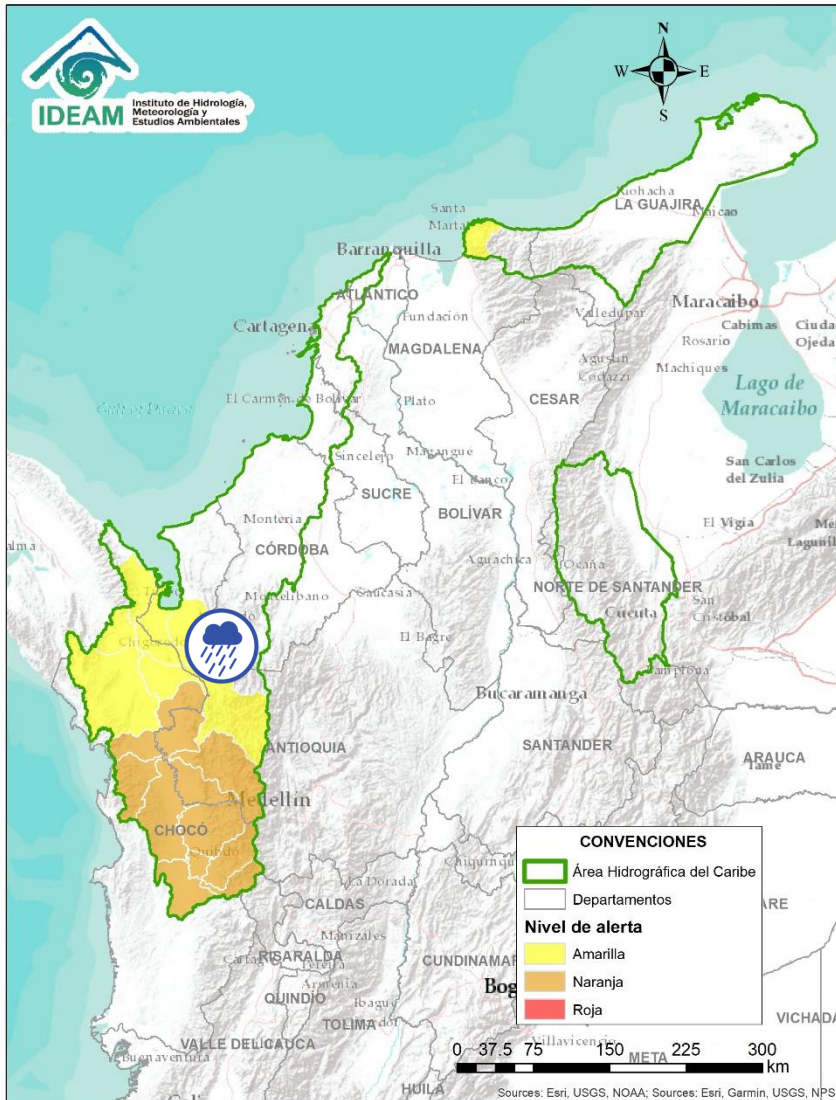 IDEAM
Instituto de Hidrología,
Meteorología y
Estudios Ambientales
N
W
E
S
Riohacha
LA GUAJIRA
Maicao
Santa
Barranquilla
ATLÁNTICO
Cartagena
Fundación
Valledupar
Maracaibo
Cabimas
Ciuda
Ojeda
Rosario
MAGDALENA
Agustín
Codazzi
Machiques
Lago de
Maracaibo
CESAR
El Carmen de Bolívar
Plato
Sincelejo
Magangué
San Carlos
del Zulia
El Banco
SUCRE
BOLÍVAR
Montería
CÓRDOBA
El Vigía
Aguachica
Ocaña
NORTE DE SANTANDER
Montelíbano
Caucasia
Cúcuta
San
Cristóbal
El Bagre
Bucaramanga
ANTIOQUIA
SANTANDER
ARAUCA
Tame
Medellín
CHOCÓ
Quibdó
La Dorada
CALDAS
Manizales
RISARALDA
Pereira
Armenia
QUINDÍO
Ibagué
TOLIMA
VALLE DEL CAUCA
Buenaventura
HUILA
Villavicencio
META
VICHADA
CONVENCIONES
Área Hidrográfica del Caribe
Departamentos
Nivel de alerta
Amarilla
Naranja
Roja
0 37.5 75 150 225 300
km
Sources: Esri, USGS, NOAA; Sources: Esri, Garmin, USGS, NPS